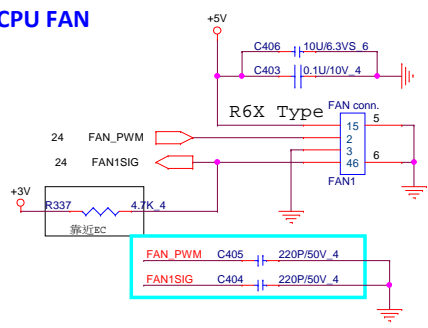 CPU FAN
+5V
C406 10U/6.3VS_6
C403 0.1U/10V_4
R6X Type
FAN conn.
15 5
24 FAN_PWM 2
3
24 FAN1SIG 46 6
FAN1
+3V
R337 4.7K_4
靠近EC
FAN_PWM C405 220P/50V_4
FAN1SIG C404 220P/50V_4